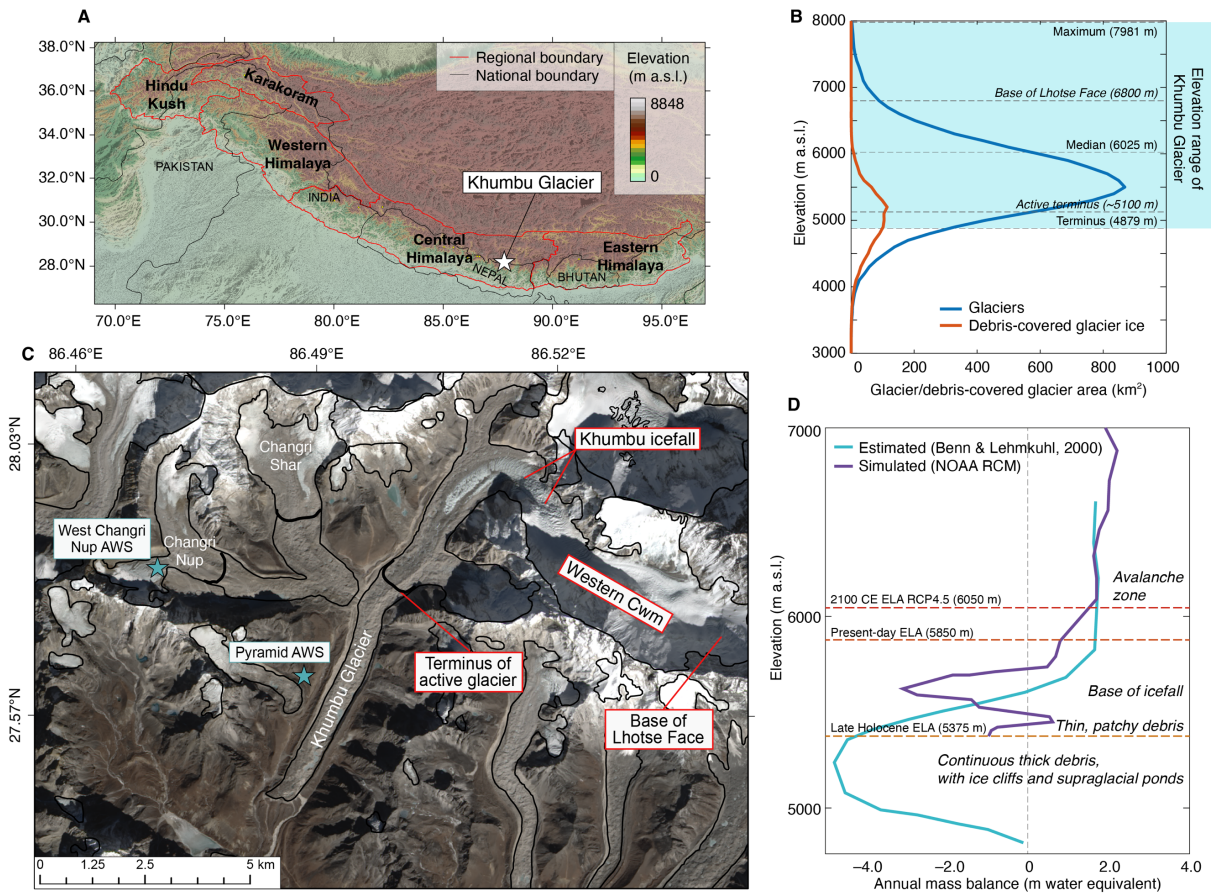 A
38.0°N
36.0°N
34.0°N
32.0°N
30.0°N
28.0°N
70.0°E
75.0°E
80.0°E
85.0°E
90.0°E
95.0°E
Regional boundary
National boundary
Elevation
(m a.s.l.)
8848
0
Hindu
Kush
Karakoram
Western
Himalaya
PAKISTAN
INDIA
Khumbu Glacier
Central
Himalaya
NEPAL
Eastern
Himalaya
BHUTAN
B
8000
7000
6000
5000
4000
3000
Elevation (m a.s.l.)
Maximum (7981 m)
Base of Lhotse Face (6800 m)
Median (6025 m)
Active terminus (~5100 m)
Terminus (4879 m)
Elevation range of
Khumbu Glacier
Glaciers
Debris-covered glacier ice
0
200
400
600
800
1000
Glacier/debris-covered glacier area (km²)
C
86.46°E
86.49°E
86.52°E
28.03°N
27.57°N
Changri
Shar
Khumbu icefall
West Changri
Nup AWS
Changri
Nup
Western Cwm
Pyramid AWS
Khumbu Glacier
Terminus of
active glacier
Base of
Lhotse Face
0
1.25
2.5
5 km
D
7000
6000
5000
Elevation (m a.s.l.)
Estimated (Benn & Lehmkuhl, 2000)
Simulated (NOAA RCM)
Avalanche
zone
2100 CE ELA RCP4.5 (6050 m)
Present-day ELA (5850 m)
Base of icefall
Late Holocene ELA (5375 m)
Thin, patchy debris
Continuous thick debris,
with ice cliffs and supraglacial ponds
−4.0
−2.0
0
2.0
4.0
Annual mass balance (m water equivalent)